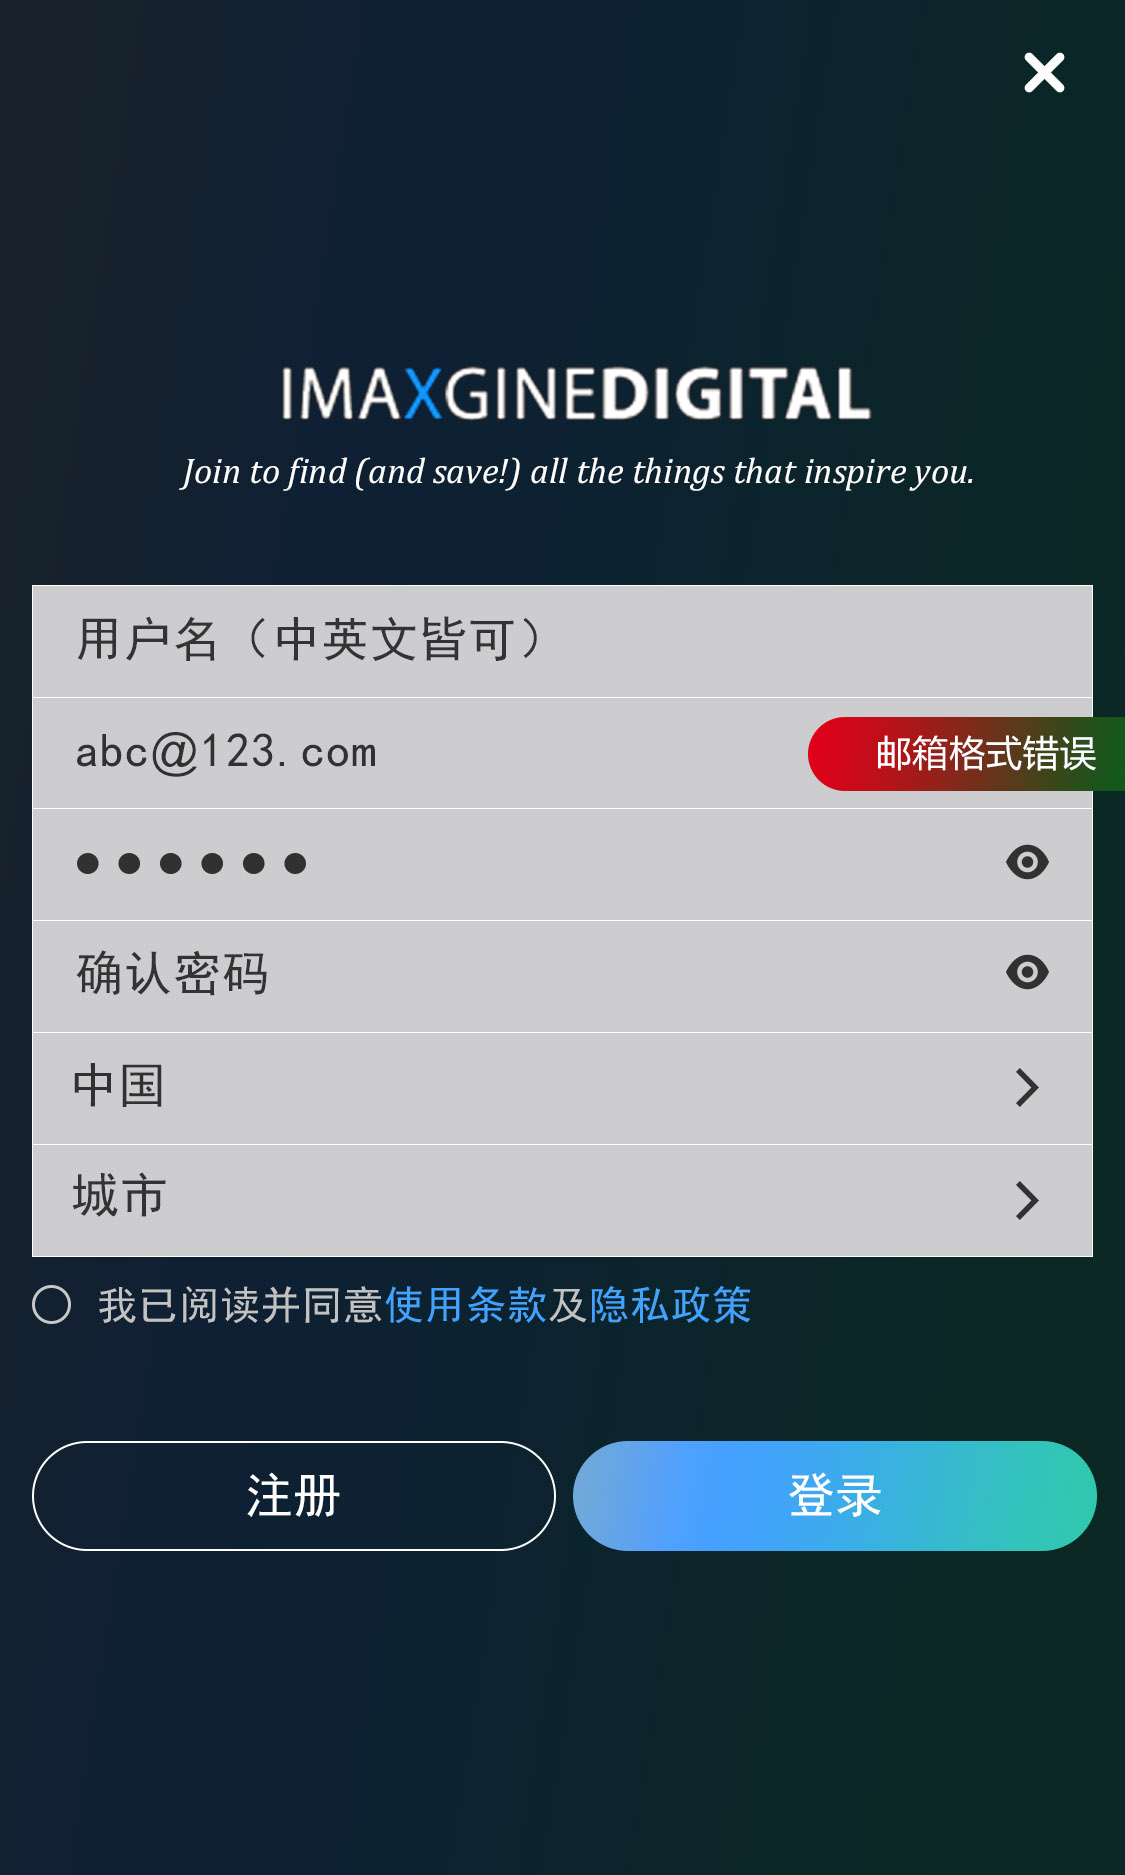 IMAXGINEDIGITAL
Join to find (and save!) all the things that inspire you.
用户名（中英文皆可）
abc@123.com
邮箱格式错误
确认密码
中国
城市
我已阅读并同意使用条款及隐私政策
注册
登录